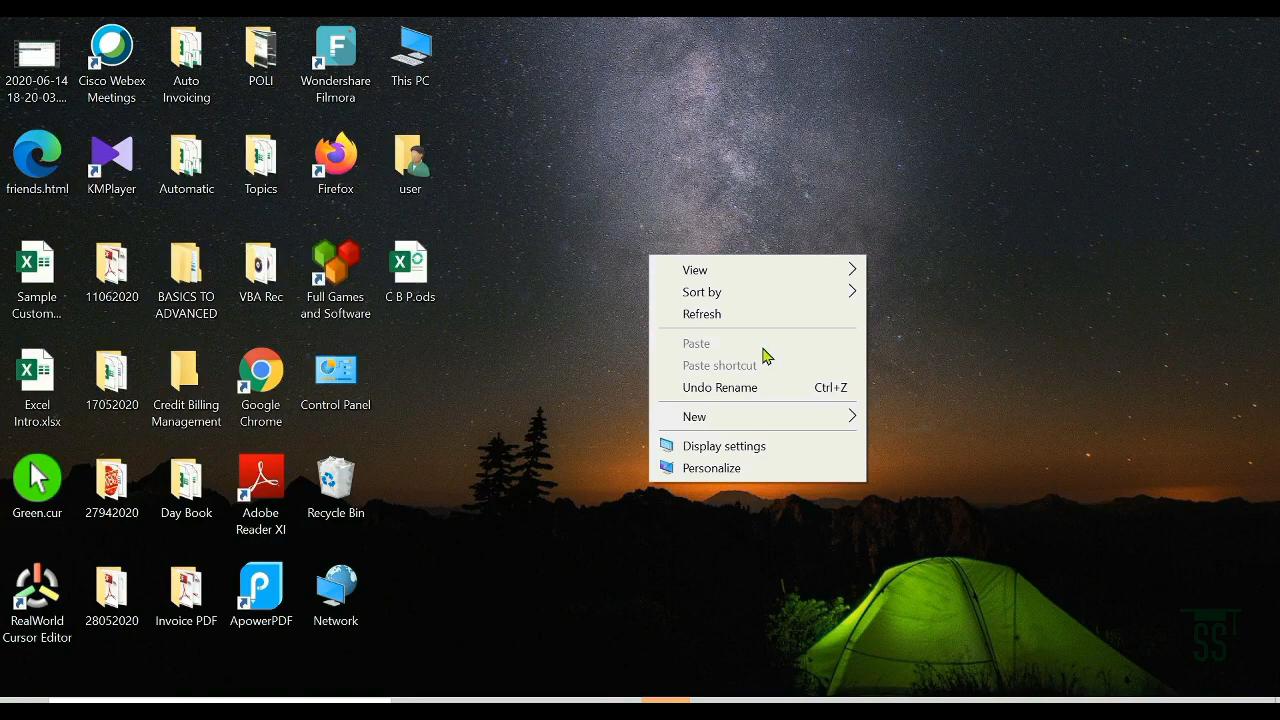 2020-06-14
18-20-03....
Cisco Webex
Meetings
Auto
Invoicing
POLI
Wondershare
Filmora
This PC
friends.html
KMPlayer
Automatic
Topics
Firefox
user
Sample
Custom...
11062020
BASICS TO
ADVANCED
VBA Rec
Full Games
and Software
C B P.ods
Excel
Intro.xlsx
17052020
Credit Billing
Management
Google
Chrome
Control Panel
Green.cur
27942020
Day Book
Adobe
Reader XI
Recycle Bin
RealWorld
Cursor Editor
28052020
Invoice PDF
ApowerPDF
Network
View
Sort by
Refresh
Paste
Paste shortcut
Undo Rename Ctrl+Z
New
Display settings
Personalize
SS